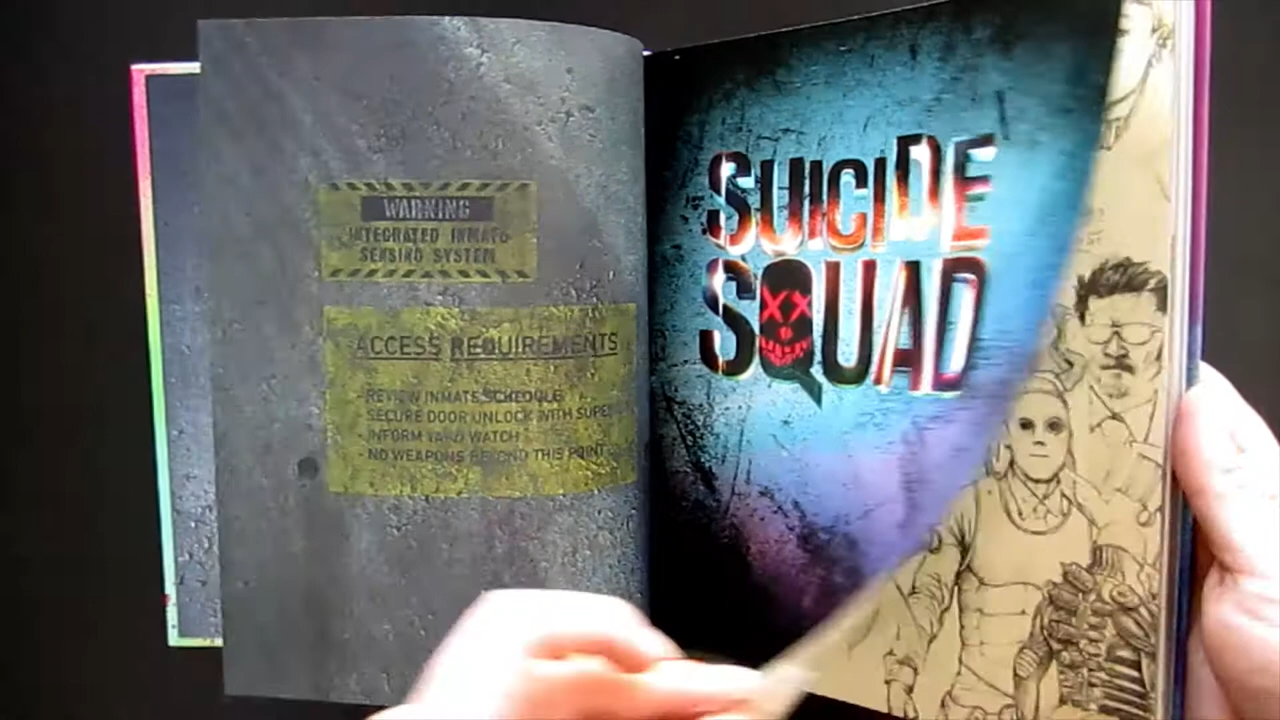 WARNING
INTEGRATED INMATE
SENSING SYSTEM
ACCESS REQUIREMENTS
- REVIEW INMATE SCHEDULE
SECURE DOOR UNLOCK WITH SUPE
- INFORM YARD WATCH
- NO WEAPONS BEYOND THIS POINT
SUICIDE
SQUAD